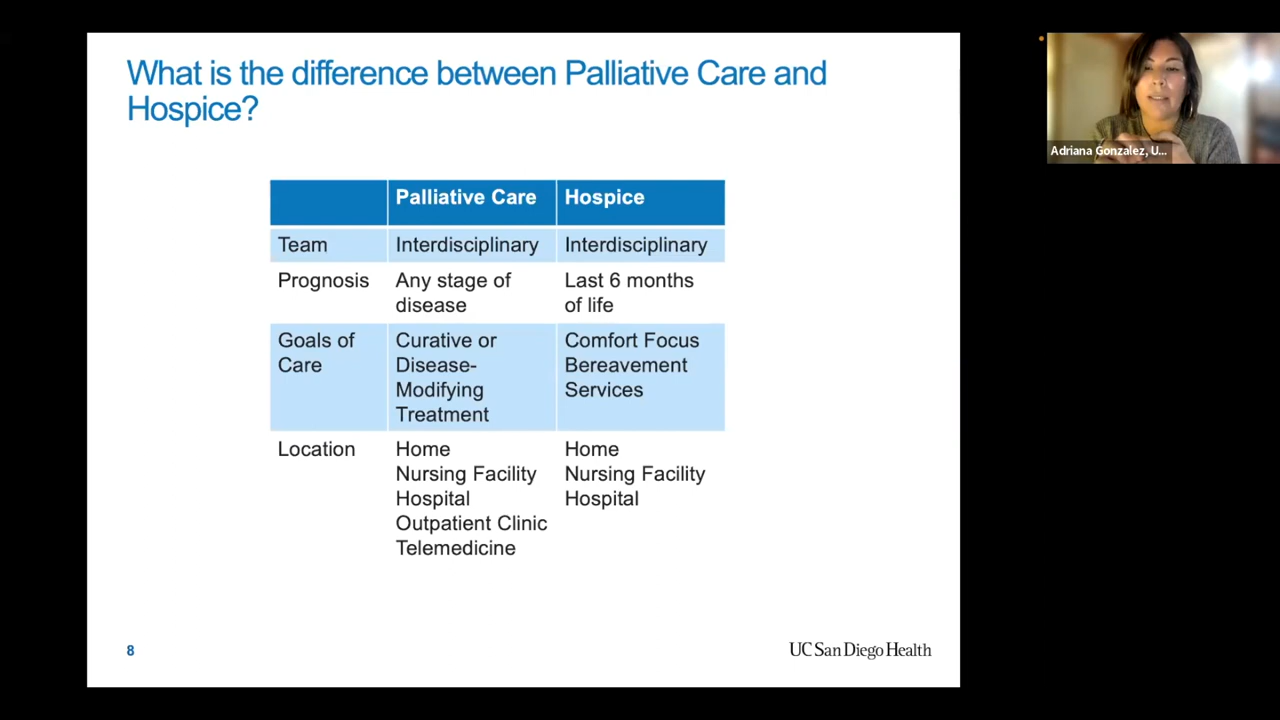 What is the difference between Palliative Care and
Hospice?
Palliative Care
Hospice
Team
Interdisciplinary
Interdisciplinary
Prognosis
Any stage of
disease
Last 6 months
of life
Goals of
Care
Curative or
Disease-
Modifying
Treatment
Comfort Focus
Bereavement
Services
Location
Home
Nursing Facility
Hospital
Outpatient Clinic
Telemedicine
Home
Nursing Facility
Hospital
8
UC San Diego Health
Adriana Gonzalez, U...